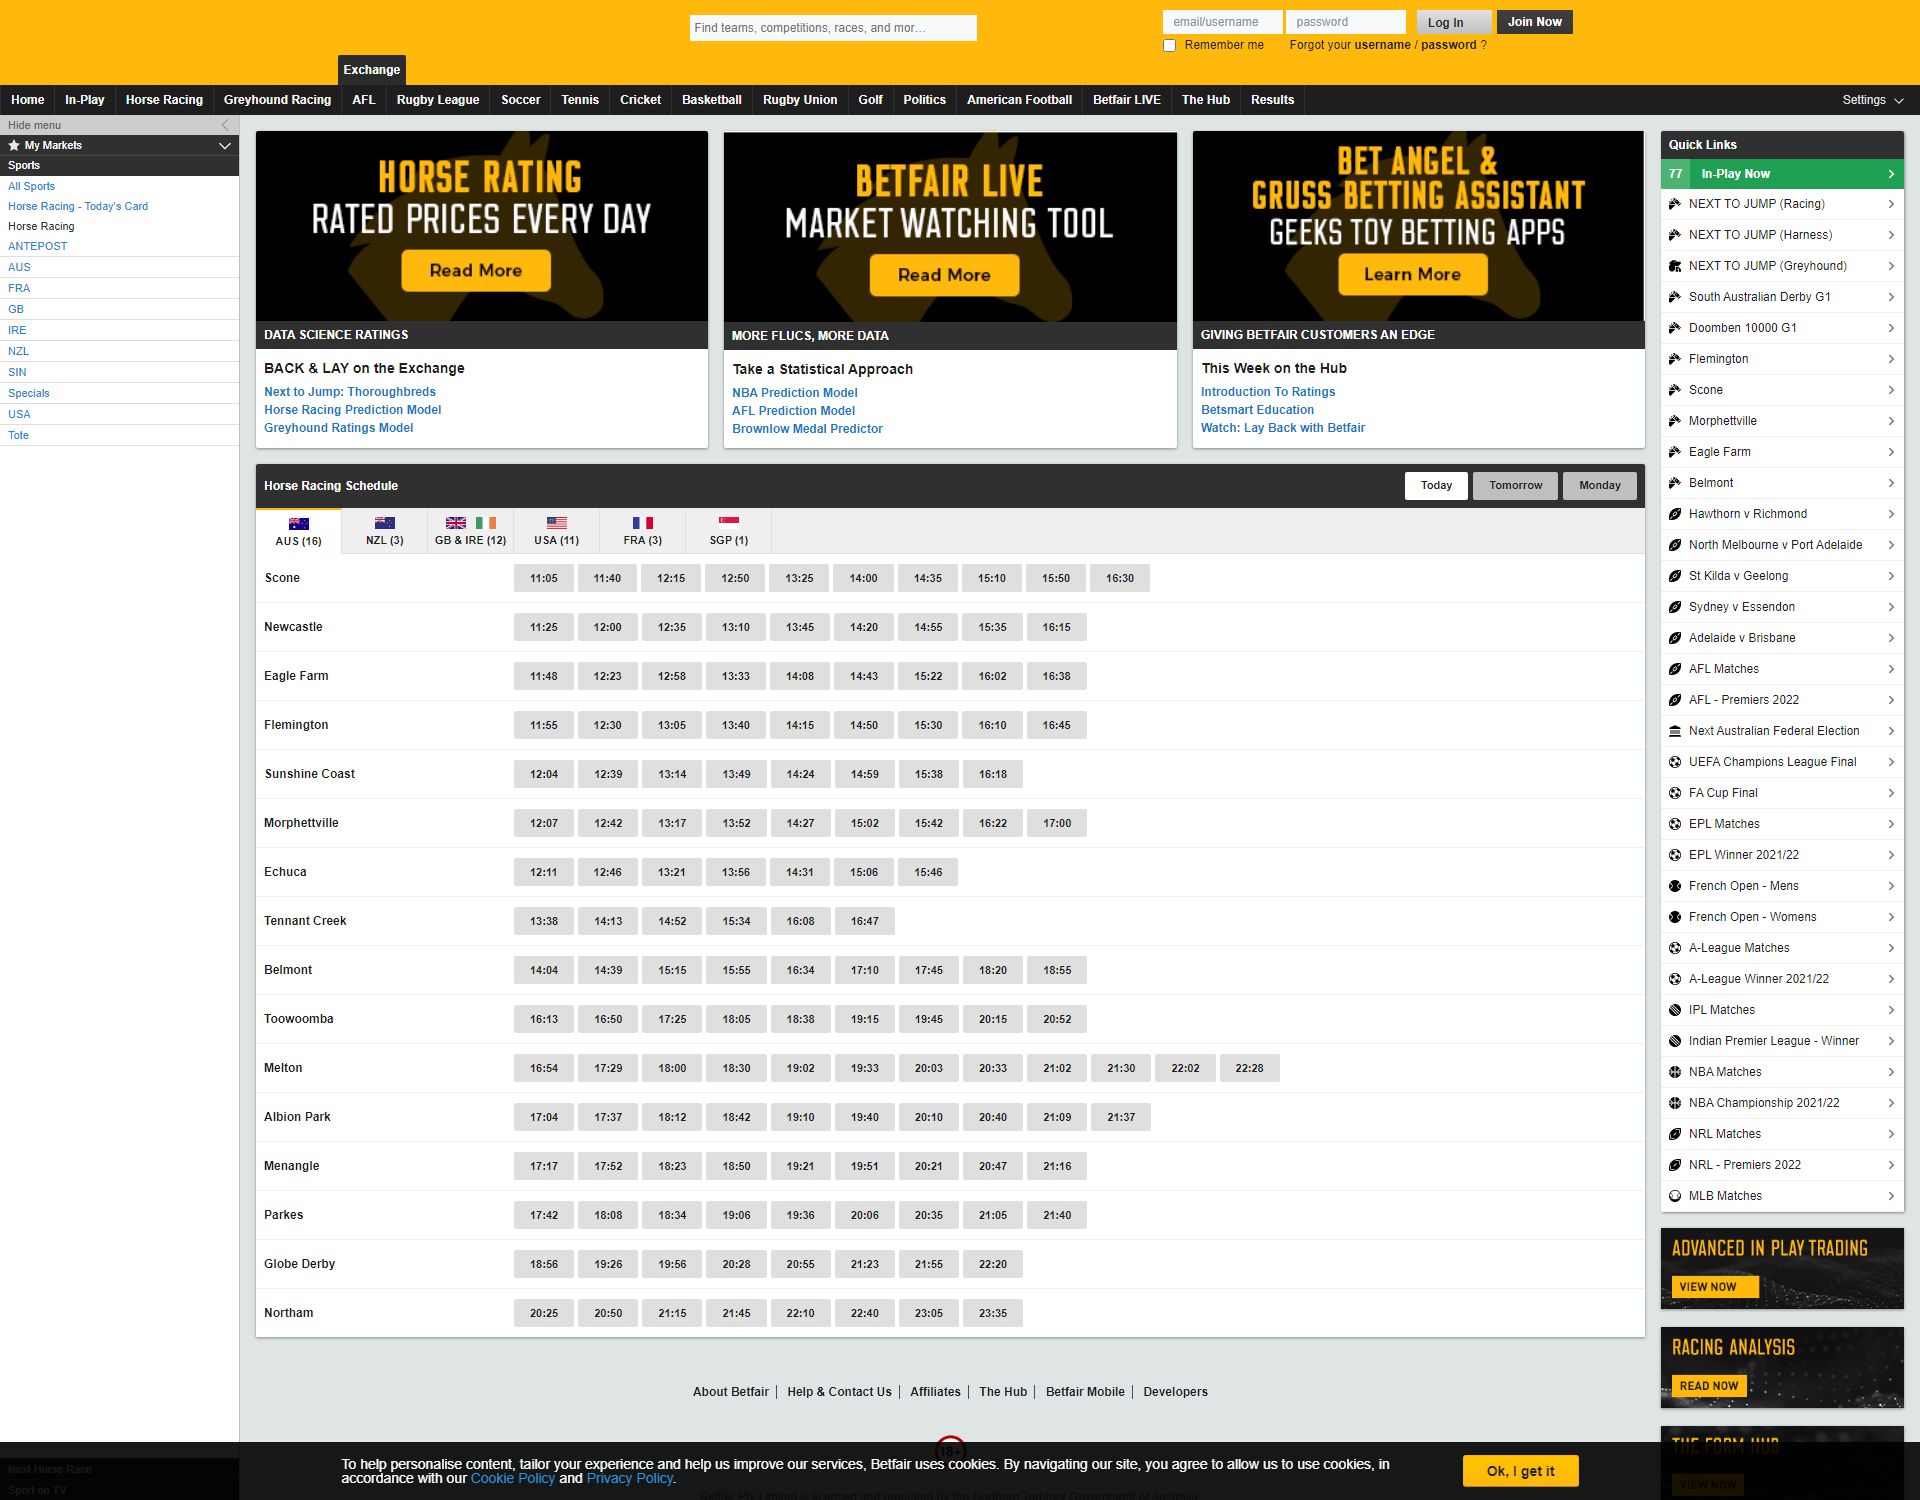 Find teams, competitions, races, and mor...
email/username
password
Log In
Join Now
Remember me
Forgot your username / password ?
Exchange
Home In-Play Horse Racing Greyhound Racing AFL Rugby League Soccer Tennis Cricket Basketball Rugby Union Golf Politics American Football Betfair LIVE The Hub Results
Settings
Hide menu
My Markets
Sports
All Sports
Horse Racing - Today's Card
Horse Racing
ANTEPOST
AUS
FRA
GB
IRE
NZL
SIN
Specials
USA
Tote
HORSE RATING
RATED PRICES EVERY DAY
Read More
DATA SCIENCE RATINGS
BACK & LAY on the Exchange
Next to Jump: Thoroughbreds
Horse Racing Prediction Model
Greyhound Ratings Model
BETFAIR LIVE
MARKET WATCHING TOOL
Read More
MORE FLUCS, MORE DATA
Take a Statistical Approach
NBA Prediction Model
AFL Prediction Model
Brownlow Medal Predictor
BET ANGEL &
GRUSS BETTING ASSISTANT
GEEKS TOY BETTING APPS
Learn More
GIVING BETFAIR CUSTOMERS AN EDGE
This Week on the Hub
Introduction To Ratings
Betsmart Education
Watch: Lay Back with Betfair
Horse Racing Schedule
Today
Tomorrow
Monday
AUS (16) NZL (3) GB & IRE (12) USA (11) FRA (3) SGP (1)
Scone 11:05 11:40 12:15 12:50 13:25 14:00 14:35 15:10 15:50 16:30
Newcastle 11:25 12:00 12:35 13:10 13:45 14:20 14:55 15:35 16:15
Eagle Farm 11:48 12:23 12:58 13:33 14:08 14:43 15:22 16:02 16:38
Flemington 11:55 12:30 13:05 13:40 14:15 14:50 15:30 16:10 16:45
Sunshine Coast 12:04 12:39 13:14 13:49 14:24 14:59 15:38 16:18
Morphettville 12:07 12:42 13:17 13:52 14:27 15:02 15:42 16:22 17:00
Echuca 12:11 12:46 13:21 13:56 14:31 15:06 15:46
Tennant Creek 13:38 14:13 14:52 15:34 16:08 16:47
Belmont 14:04 14:39 15:15 15:55 16:34 17:10 17:45 18:20 18:55
Toowoomba 16:13 16:50 17:25 18:05 18:38 19:15 19:45 20:15 20:52
Melton 16:54 17:29 18:00 18:30 19:02 19:33 20:03 20:33 21:02 21:30 22:02 22:28
Albion Park 17:04 17:37 18:12 18:42 19:10 19:40 20:10 20:40 21:09 21:37
Menangle 17:17 17:52 18:23 18:50 19:21 19:51 20:21 20:47 21:16
Parkes 17:42 18:08 18:34 19:06 19:36 20:06 20:35 21:05 21:40
Globe Derby 18:56 19:26 19:56 20:28 20:55 21:23 21:55 22:20
Northam 20:25 20:50 21:15 21:45 22:10 22:40 23:05 23:35
Quick Links
77 In-Play Now
NEXT TO JUMP (Racing)
NEXT TO JUMP (Harness)
NEXT TO JUMP (Greyhound)
South Australian Derby G1
Doomben 10000 G1
Flemington
Scone
Morphettville
Eagle Farm
Belmont
Hawthorn v Richmond
North Melbourne v Port Adelaide
St Kilda v Geelong
Sydney v Essendon
Adelaide v Brisbane
AFL Matches
AFL - Premiers 2022
Next Australian Federal Election
UEFA Champions League Final
FA Cup Final
EPL Matches
EPL Winner 2021/22
French Open - Mens
French Open - Womens
A-League Matches
A-League Winner 2021/22
IPL Matches
Indian Premier League - Winner
NBA Matches
NBA Championship 2021/22
NRL Matches
NRL - Premiers 2022
MLB Matches
ADVANCED IN PLAY TRADING
VIEW NOW
RACING ANALYSIS
READ NOW
THE FORM HUB
VIEW NOW
About Betfair | Help & Contact Us | Affiliates | The Hub | Betfair Mobile | Developers
18+
Next Horse Race
Sport on TV
To help personalise content, tailor your experience and help us improve our services, Betfair uses cookies. By navigating our site, you agree to allow us to use cookies, in
accordance with our Cookie Policy and Privacy Policy.
Ok, I get it
Betfair Pty Limited is licensed and regulated by the Northern Territory Government of Australia